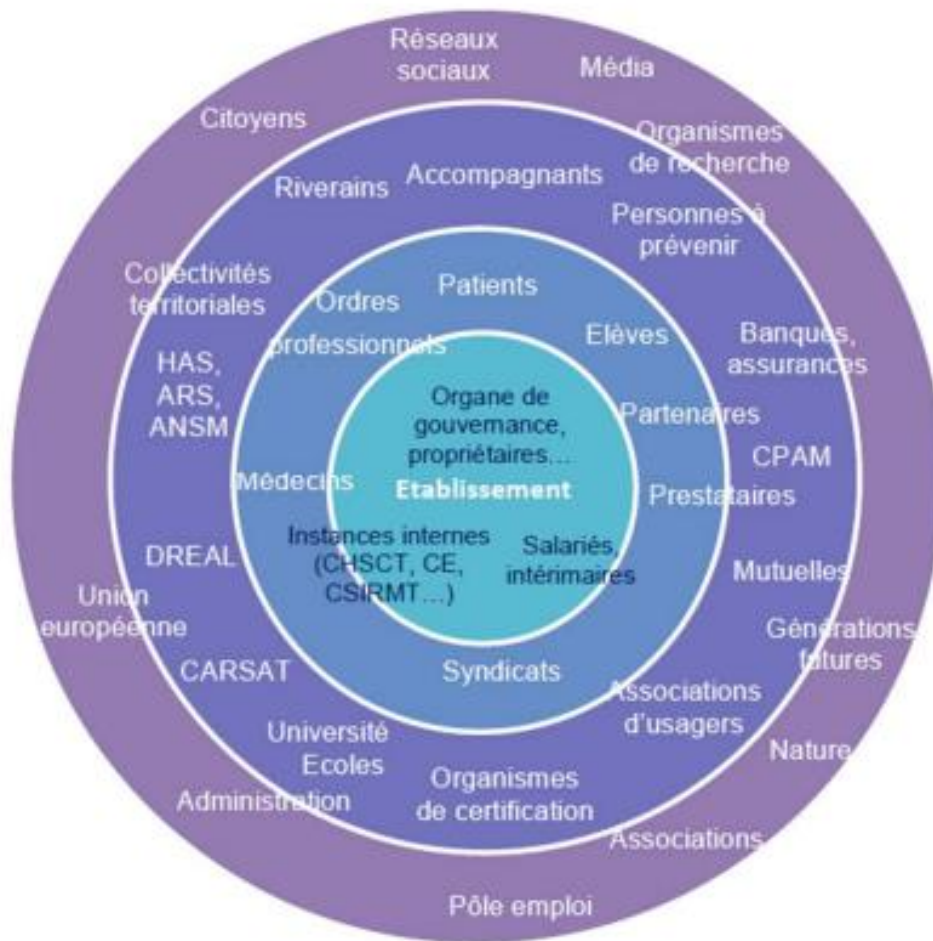 Réseaux
sociaux
Média
Citoyens
Organismes
de recherche
Riverains
Accompagnants
Personnes à
prévenir
Collectivités
territoriales
Ordres
professionnels
Patients
Elèves
Banques,
assurances
HAS,
ARS,
ANSM
Organe de
gouvernance,
propriétaires...
Partenaires
CPAM
Médecins
Etablissement
Prestataires
Instances internes
(CHSCT, CE,
CSIRMT...)
Salariés,
intérimaires
DREAL
Mutuelles
Union
européenne
Générations
futures
CARSAT
Syndicats
Associations
d'usagers
Université
Ecoles
Nature
Organismes
de certification
Administration
Associations
Pôle emploi